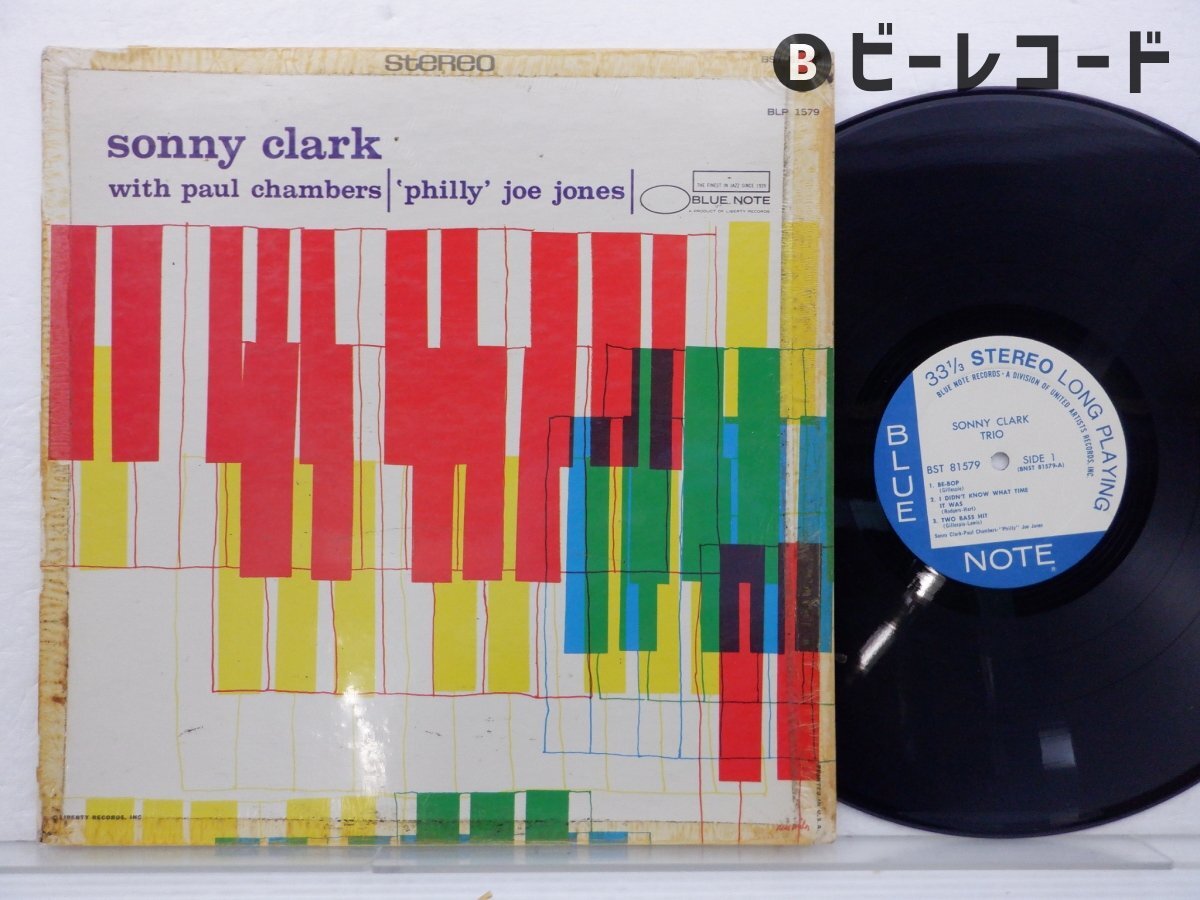 B ビーレコード
STEREO
BLP 1579
sonny clark
with paul chambers | 'philly' joe jones |
THE FINEST IN JAZZ SINCE 1939
BLUE NOTE
A PRODUCT OF LIBERTY RECORDS
LIBERTY RECORDS, INC
33 1/3 STEREO LONG PLAYING
BLUE NOTE RECORDS • A DIVISION OF UNITED ARTISTS RECORDS, INC
SONNY CLARK
TRIO
BST 81579
SIDE 1
(BNST 81579-A)
1. BE-BOP
(Gillespie)
2. I DIDN'T KNOW WHAT TIME
IT WAS
(Rodgers-Hart)
3. TWO BASS HIT
(Gillespie-Lewis)
Sonny Clark-Paul Chambers-"Philly" Joe Jones
BLUE
NOTE